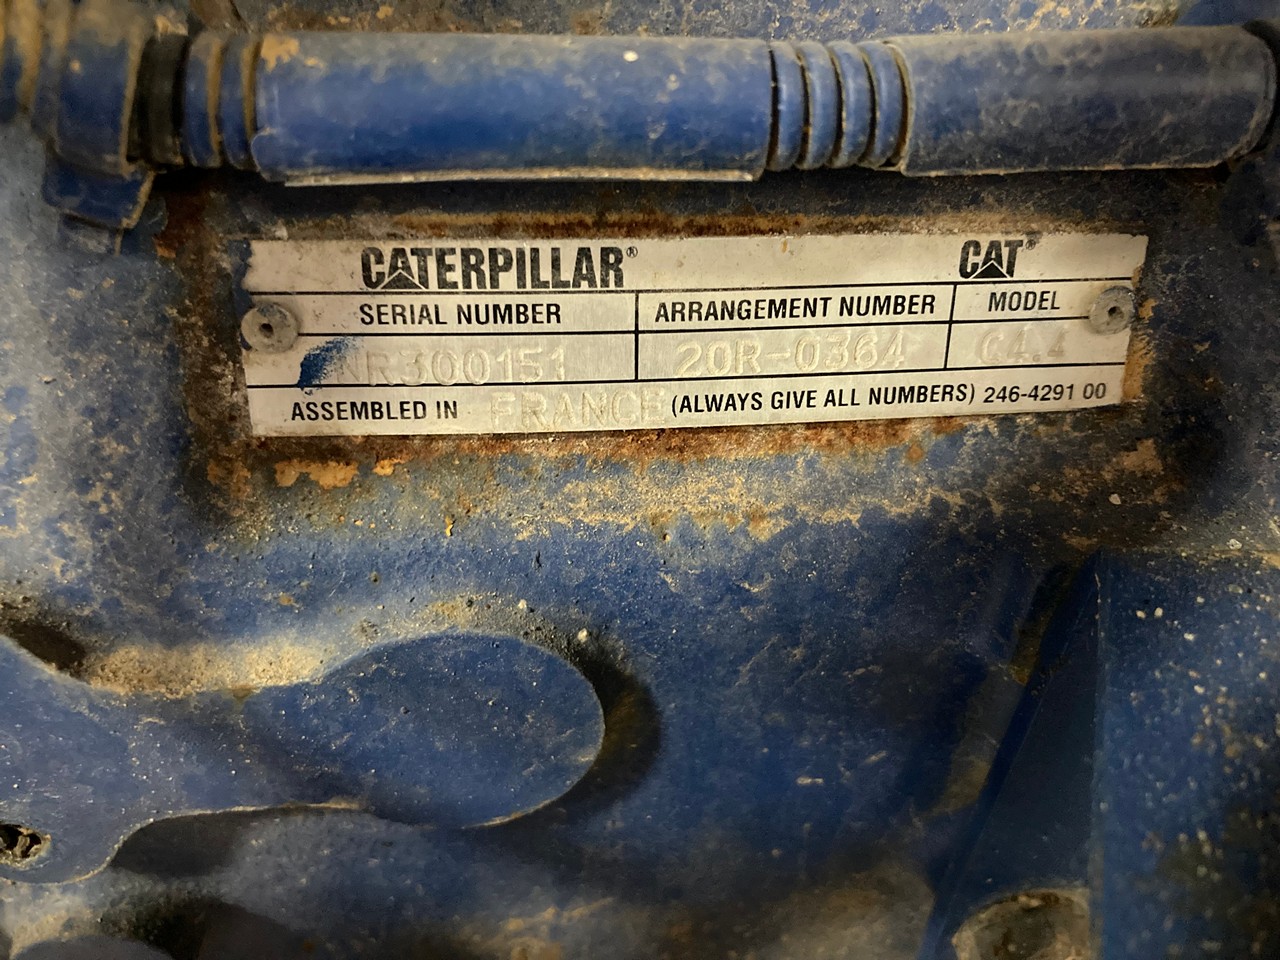 CATERPILLAR® CAT®
SERIAL NUMBER ARRANGEMENT NUMBER MODEL
NR300151 20R-0364 C4.4
ASSEMBLED IN FRANCE (ALWAYS GIVE ALL NUMBERS) 246-4291 00